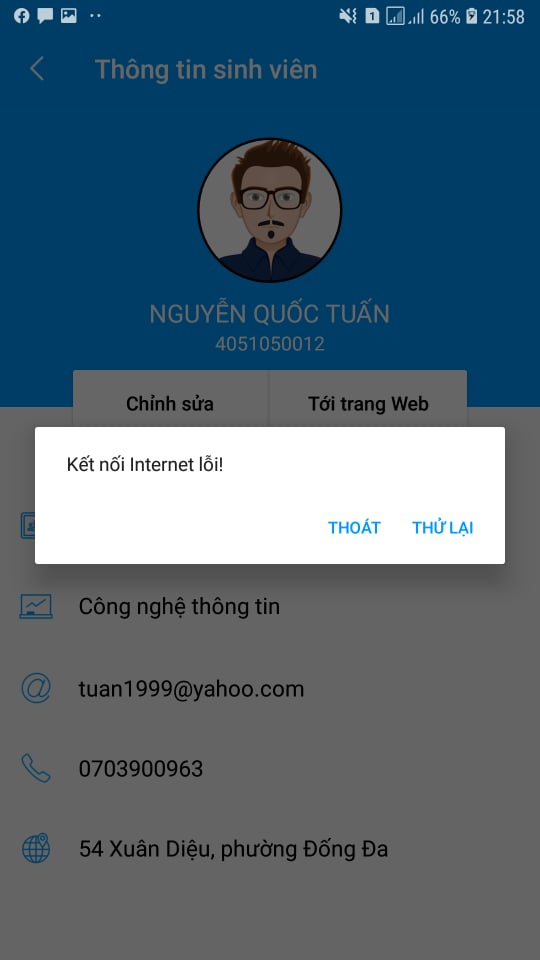 66% 21:58
Thông tin sinh viên
NGUYỄN QUỐC TUẤN
4051050012
Chỉnh sửa
Tới trang Web
Kết nối Internet lỗi!
THOÁT
THỬ LẠI
Công nghệ thông tin
tuan1999@yahoo.com
0703900963
54 Xuân Diệu, phường Đống Đa